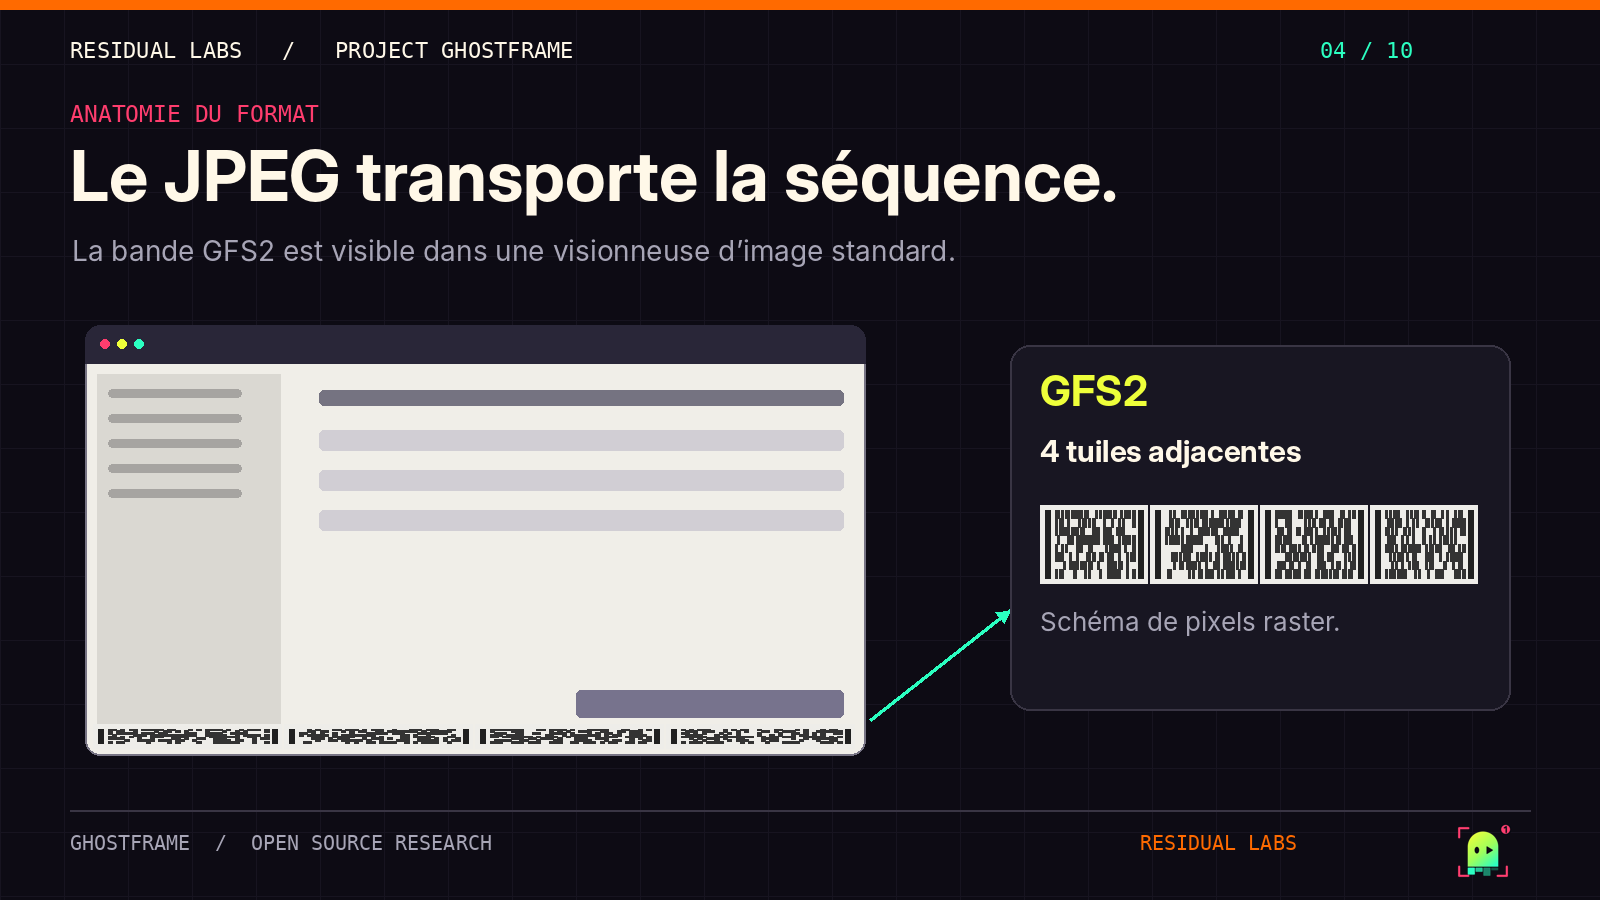 RESIDUAL LABS / PROJECT GHOSTFRAME
04 / 10
ANATOMIE DU FORMAT
Le JPEG transporte la séquence.
La bande GFS2 est visible dans une visionneuse d’image standard.
GFS2
4 tuiles adjacentes
Schéma de pixels raster.
GHOSTFRAME / OPEN SOURCE RESEARCH
RESIDUAL LABS